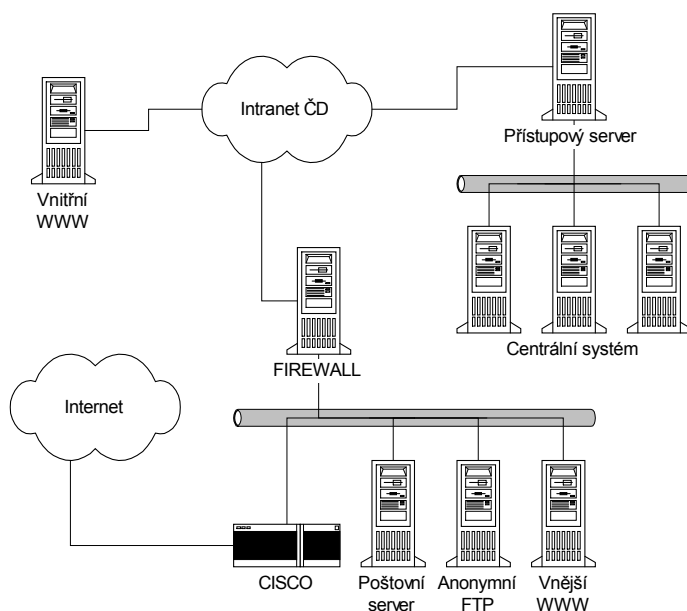 Intranet ČD
Přístupový server
Vnitřní
WWW
Centrální systém
FIREWALL
Internet
CISCO
Poštovní
server
Anonymní
FTP
Vnější
WWW